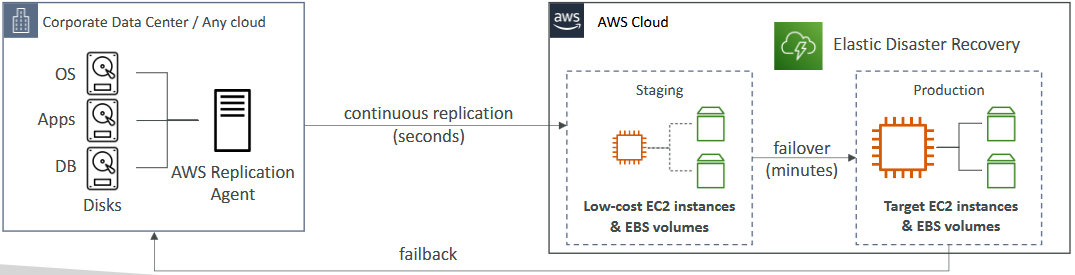 Corporate Data Center / Any cloud
OS
Apps
DB
Disks
AWS Replication
Agent
continuous replication
(seconds)
aws
AWS Cloud
Elastic Disaster Recovery
Staging
Low-cost EC2 instances
& EBS volumes
failover
(minutes)
Production
Target EC2 instances
& EBS volumes
failback